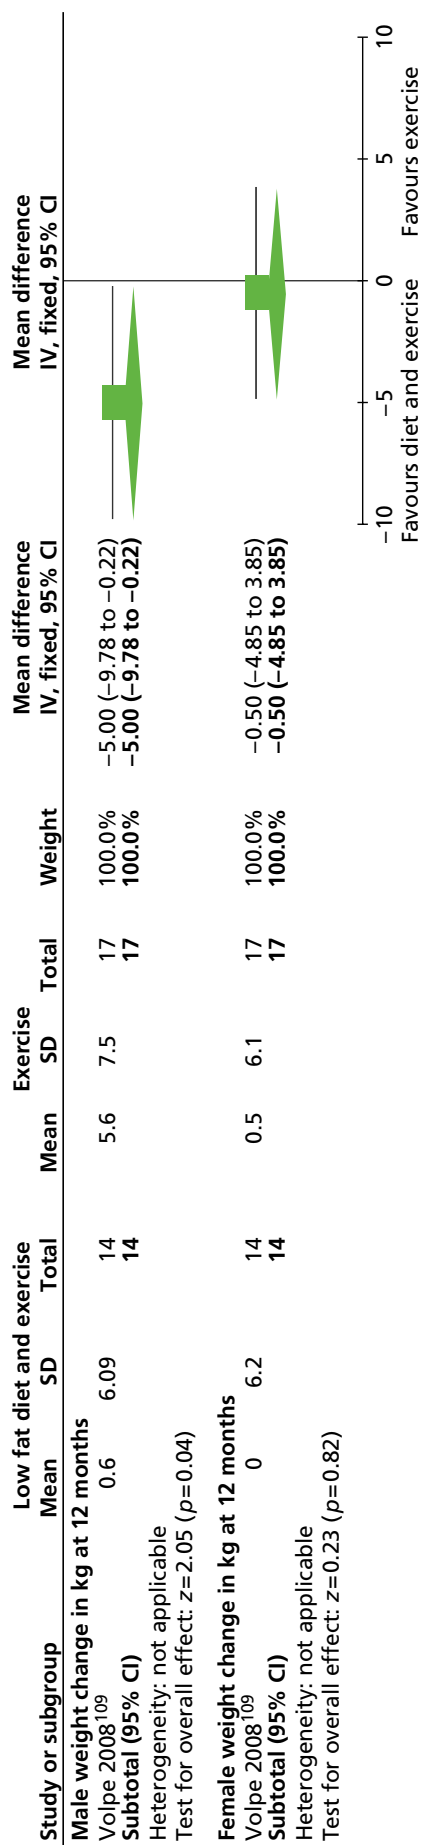 Low fat diet and exercise Exercise Mean difference Mean difference
Study or subgroup Mean SD Total Mean SD Total Weight IV, fixed, 95% CI IV, fixed, 95% CI
Male weight change in kg at 12 months
Volpe 2008109 0.6 6.09 14 5.6 7.5 17 100.0% −5.00 (−9.78 to −0.22)
Subtotal (95% CI) 14 17 100.0% −5.00 (−9.78 to −0.22)
Heterogeneity: not applicable
Test for overall effect: z=2.05 (p=0.04)
Female weight change in kg at 12 months
Volpe 2008109 0 6.2 14 0.5 6.1 17 100.0% −0.50 (−4.85 to 3.85)
Subtotal (95% CI) 14 17 100.0% −0.50 (−4.85 to 3.85)
Heterogeneity: not applicable
Test for overall effect: z=0.23 (p=0.82)
−10 −5 0 5 10
Favours diet and exercise Favours exercise